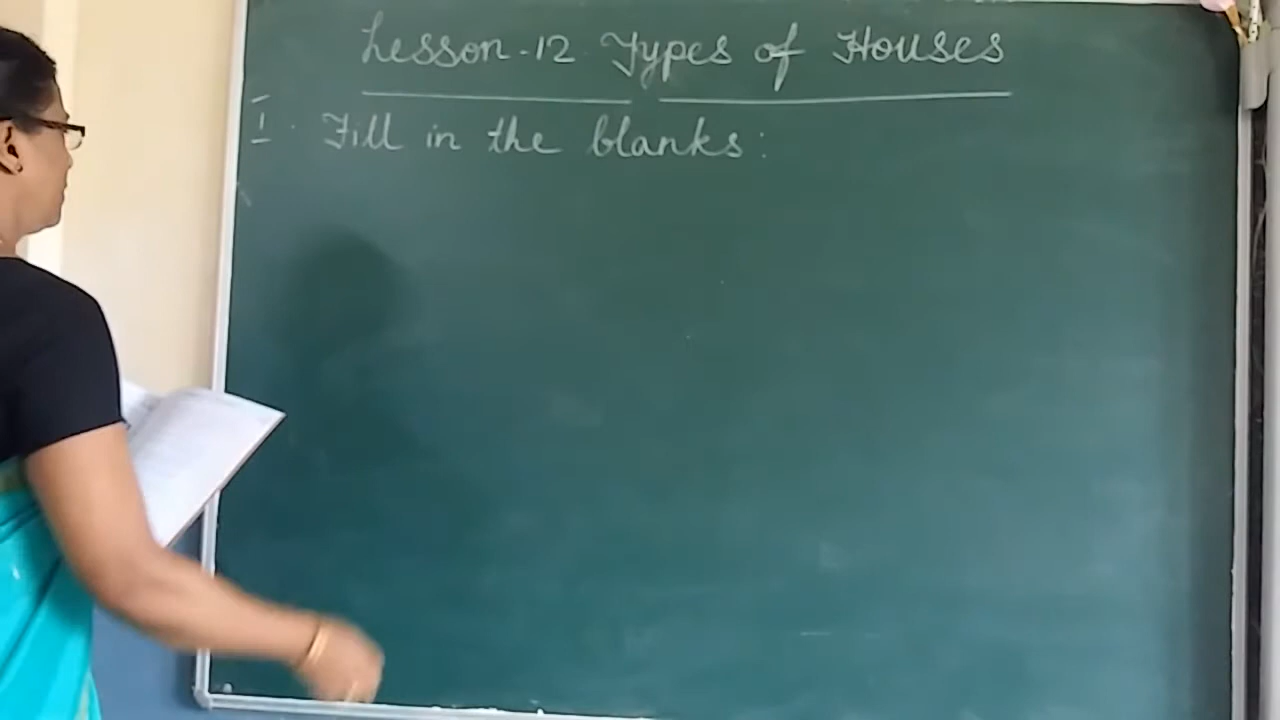 Lesson-12 Types of Houses
I. Fill in the blanks: